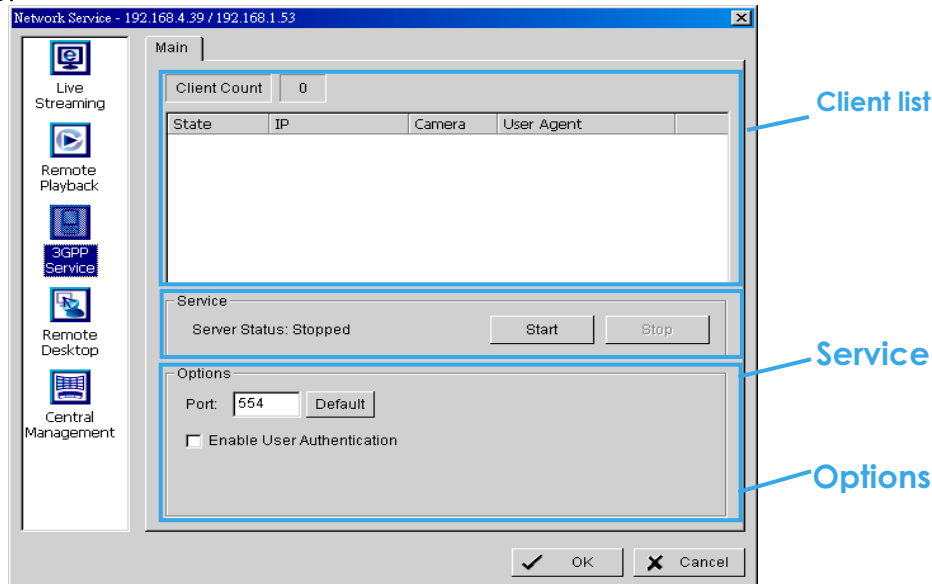 Network Service - 192.168.4.39 / 192.168.1.53
Live
Streaming
Remote
Playback
3GPP
Service
Remote
Desktop
Central
Management
Main
Client Count 0
State IP Camera User Agent
Service
Server Status: Stopped Start Stop
Options
Port: 554 Default
Enable User Authentication
OK Cancel
Client list
Service
Options